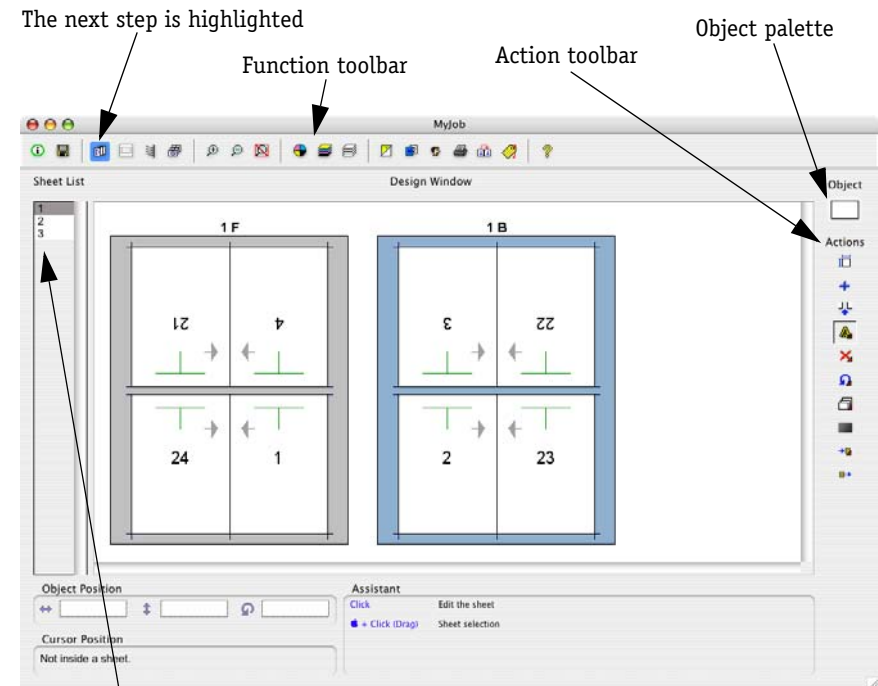 The next step is highlighted
Object palette
Action toolbar
Function toolbar
MyJob
Sheet List
Design Window
Object
1
2
3
1 F
1 B
Actions
21 4
3 22
24 1
2 23
Object Position
Assistant
Click Edit the sheet
+ Click (Drag) Sheet selection
Cursor Position
Not inside a sheet.